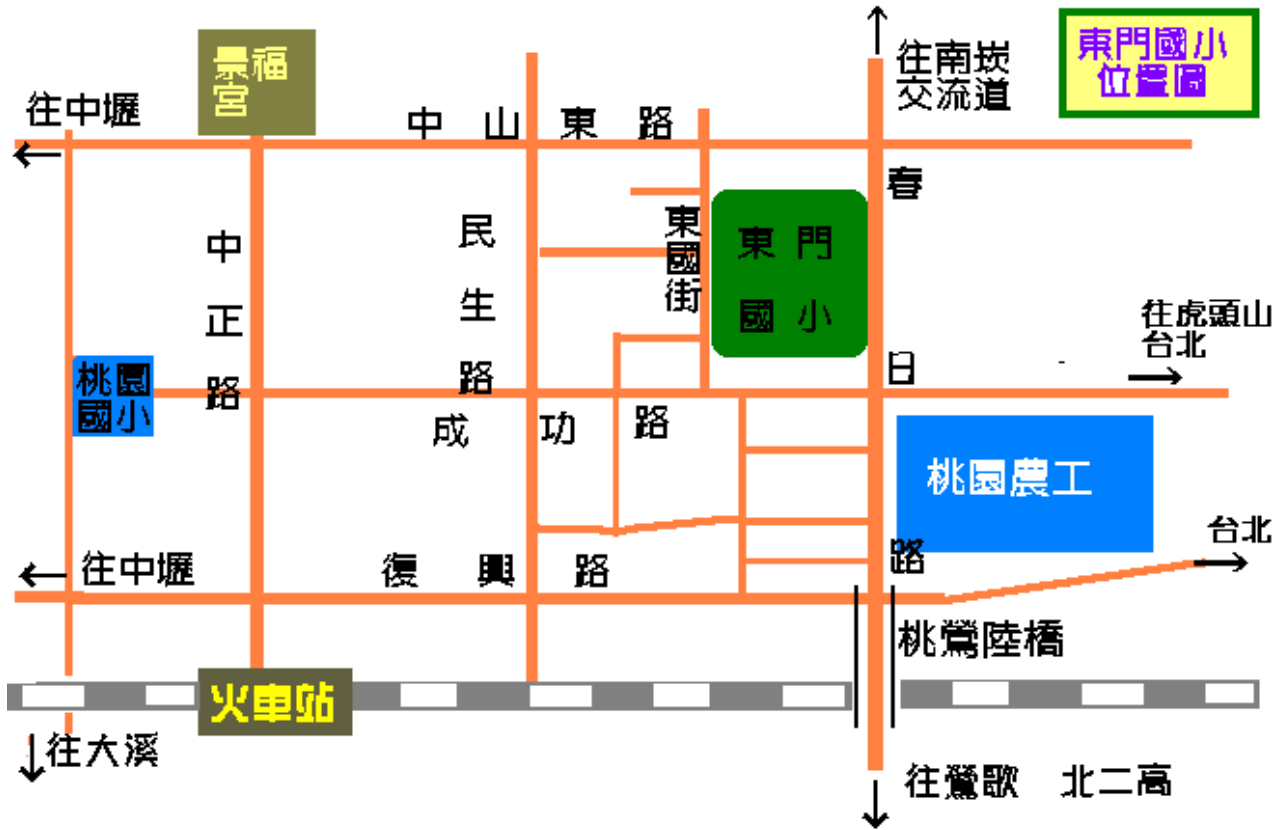 東門國小
位置圖
景福
宮
往中壢
中山東路
往南崁
交流道
春日路
中正路
民生路
東國街
東門
國小
往虎頭山
台北
桃園
國小
成功路
桃園農工
台北
往中壢
復興路
桃鶯陸橋
火車站
往大溪
往鶯歌 北二高